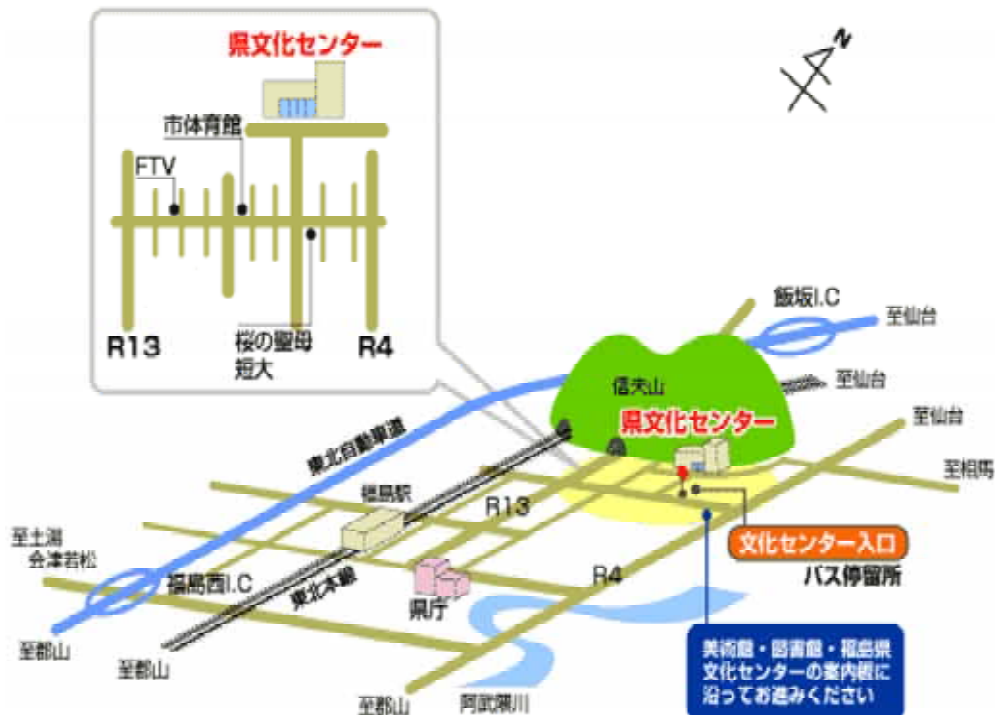 県文化センター
市体育館
FTV
R13
桜の聖母
短大
R4
N
飯坂I.C
至仙台
至仙台
至仙台
至相馬
信夫山
県文化センター
東北自動車道
福島駅
R13
至土湯
会津若松
福島西I.C
東北本線
県庁
R4
文化センター入口
バス停留所
至郡山
至郡山
至郡山
阿武隈川
美術館・図書館・福島県
文化センターの案内板に
沿ってお進みください